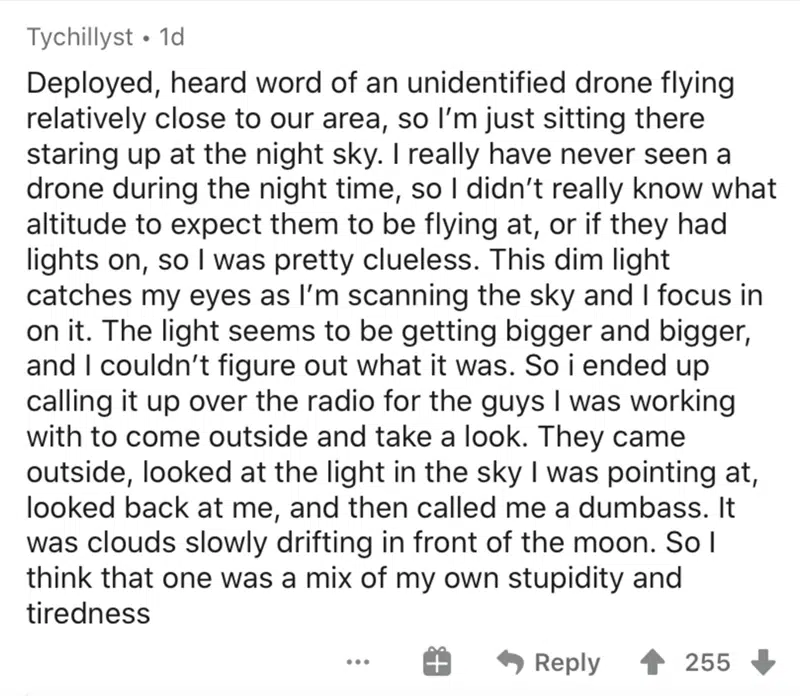 Tychillyst • 1d
Deployed, heard word of an unidentified drone flying
relatively close to our area, so I’m just sitting there
staring up at the night sky. I really have never seen a
drone during the night time, so I didn’t really know what
altitude to expect them to be flying at, or if they had
lights on, so I was pretty clueless. This dim light
catches my eyes as I’m scanning the sky and I focus in
on it. The light seems to be getting bigger and bigger,
and I couldn’t figure out what it was. So i ended up
calling it up over the radio for the guys I was working
with to come outside and take a look. They came
outside, looked at the light in the sky I was pointing at,
looked back at me, and then called me a dumbass. It
was clouds slowly drifting in front of the moon. So I
think that one was a mix of my own stupidity and
tiredness
... Reply 255